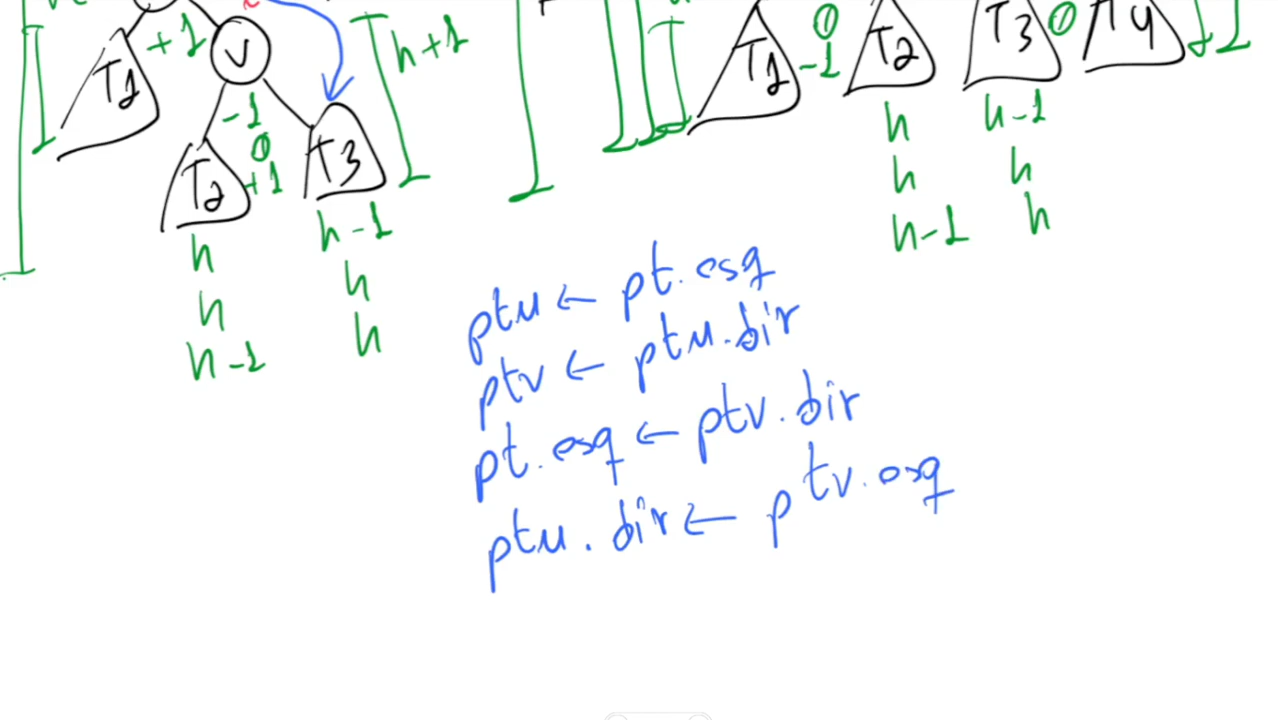 +1
V
h+1
T1
-1
0
+1
T2
T3
h
h-1
h
h
h-1
h
T1
0
-1
T2
T3
0
T4
h
h-1
h
h
h-1
h
ptu ← pt.esq
ptv ← ptu.dir
pt.esq ← ptv.dir
ptu.dir ← ptv.esq